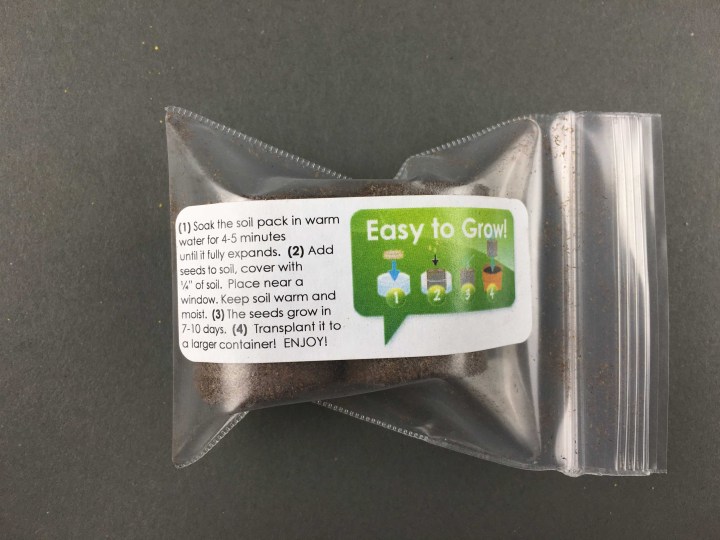 (1) Soak the soil pack in warm
water for 4-5 minutes
until it fully expands. (2) Add
seeds to soil, cover with
¼" of soil. Place near a
window. Keep soil warm and
moist. (3) The seeds grow in
7-10 days. (4) Transplant it to
a larger container! ENJOY!
Easy to Grow!
1 2 3 4